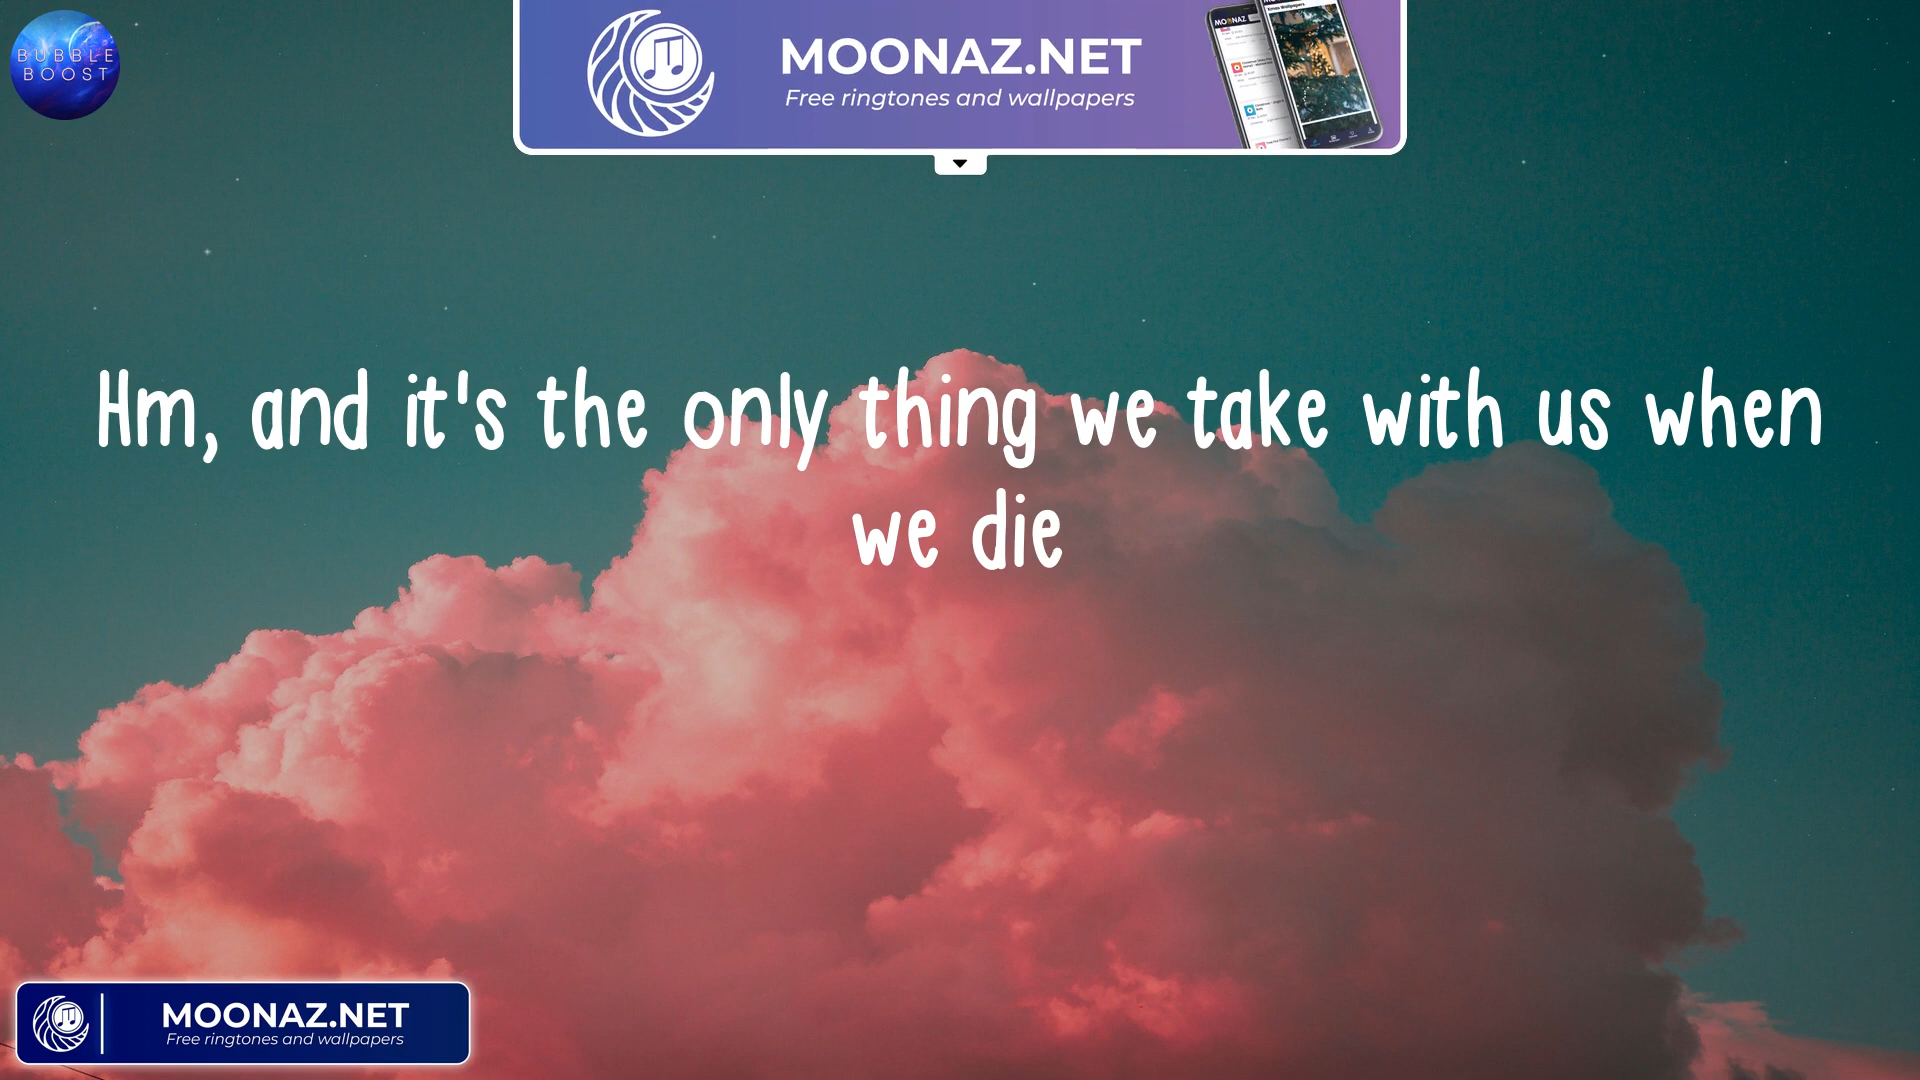 BUBBLE
BOOST
MOONAZ.NET
Free ringtones and wallpapers
Hm, and it's the only thing we take with us when
we die
MOONAZ.NET
Free ringtones and wallpapers